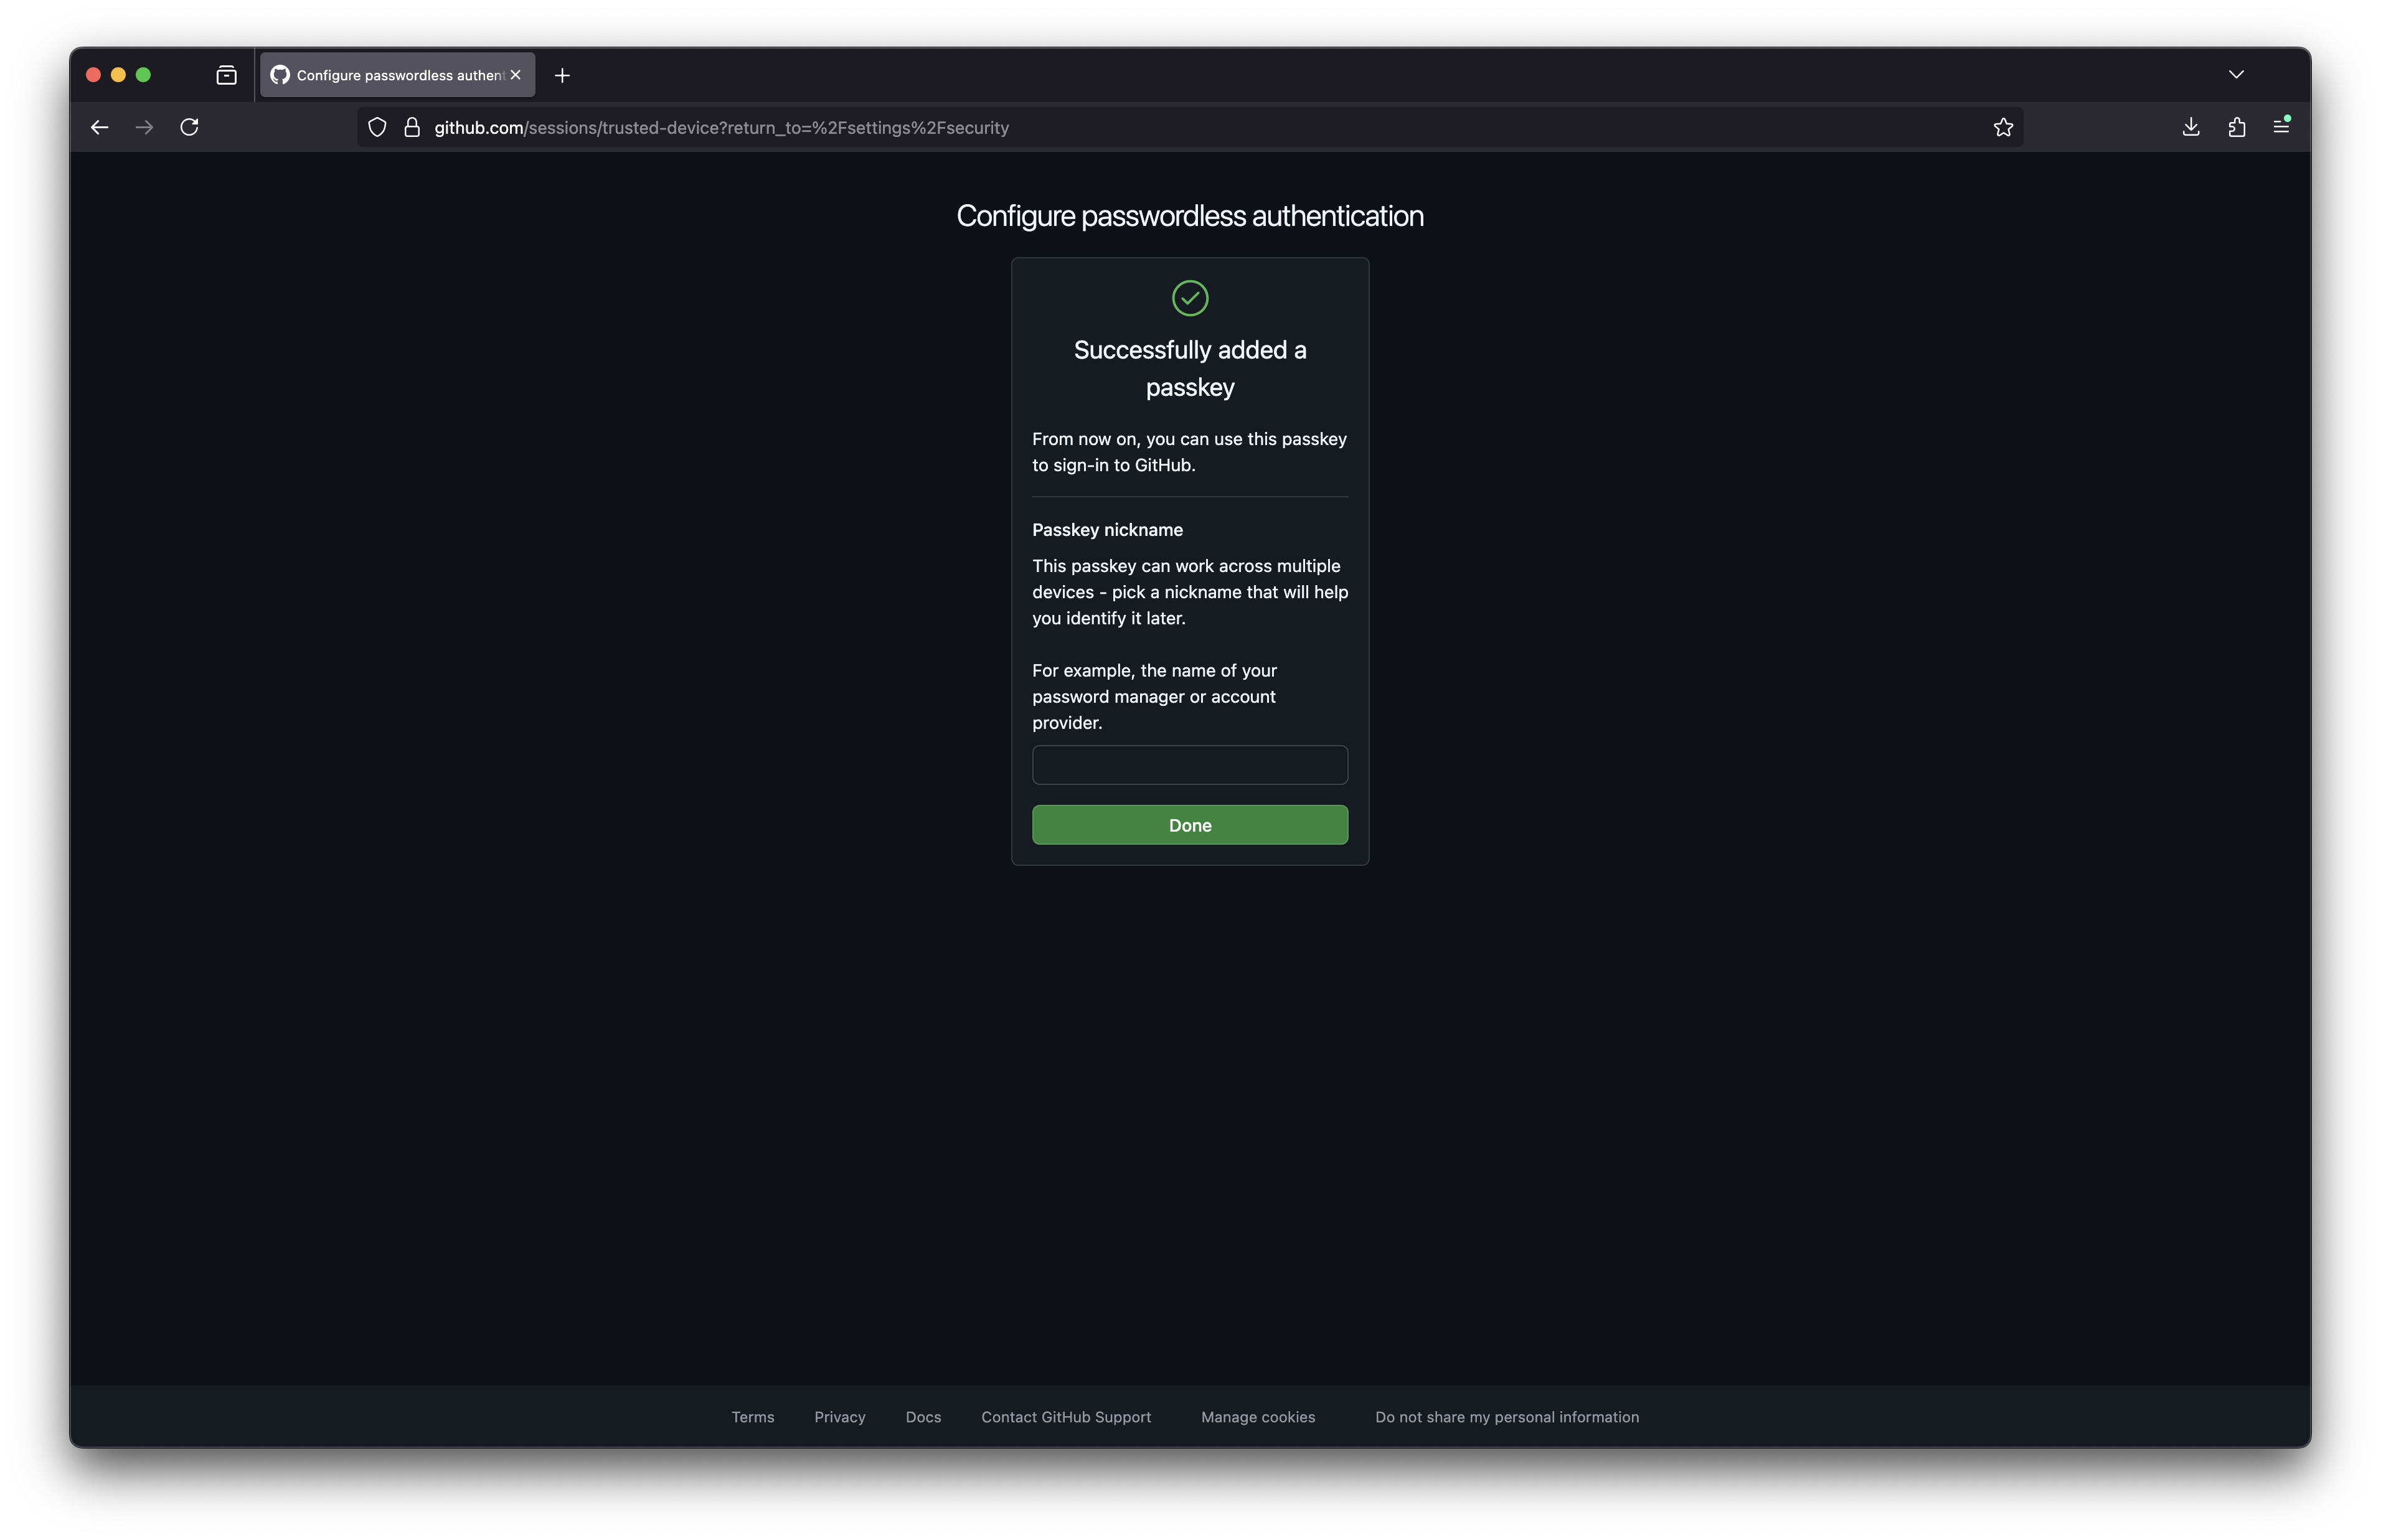 Configure passwordless authent
github.com/sessions/trusted-device?return_to=%2Fsettings%2Fsecurity
Configure passwordless authentication
Successfully added a
passkey
From now on, you can use this passkey
to sign-in to GitHub.
Passkey nickname
This passkey can work across multiple
devices - pick a nickname that will help
you identify it later.
For example, the name of your
password manager or account
provider.
Done
Terms Privacy Docs Contact GitHub Support Manage cookies Do not share my personal information